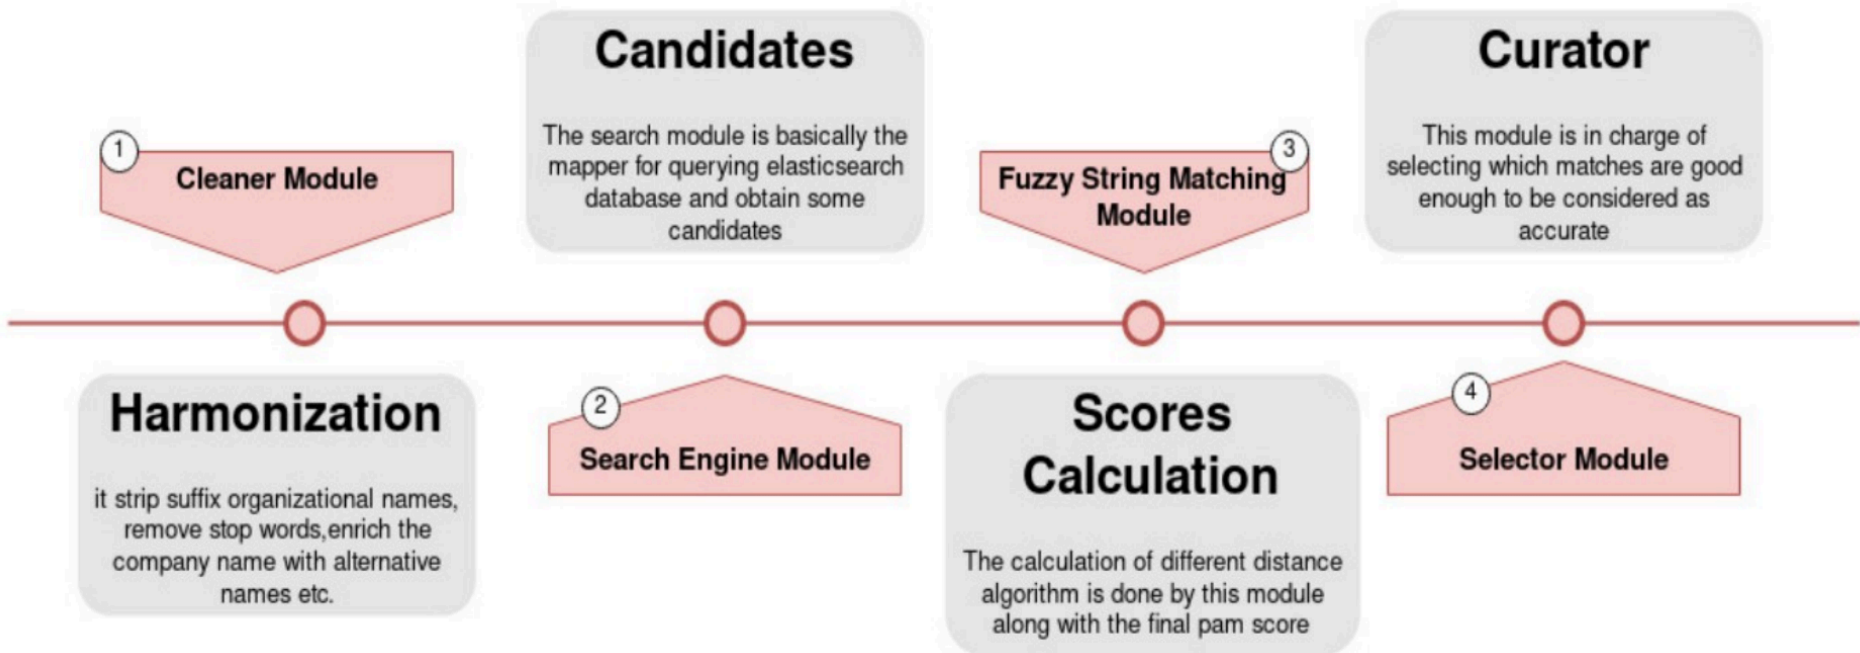 1
Cleaner Module
Harmonization
it strip suffix organizational names,
remove stop words,enrich the
company name with alternative
names etc.
Candidates
The search module is basically the
mapper for querying elasticsearch
database and obtain some
candidates
2
Search Engine Module
3
Fuzzy String Matching
Module
Scores
Calculation
The calculation of different distance
algorithm is done by this module
along with the final pam score
Curator
This module is in charge of
selecting which matches are good
enough to be considered as
accurate
4
Selector Module